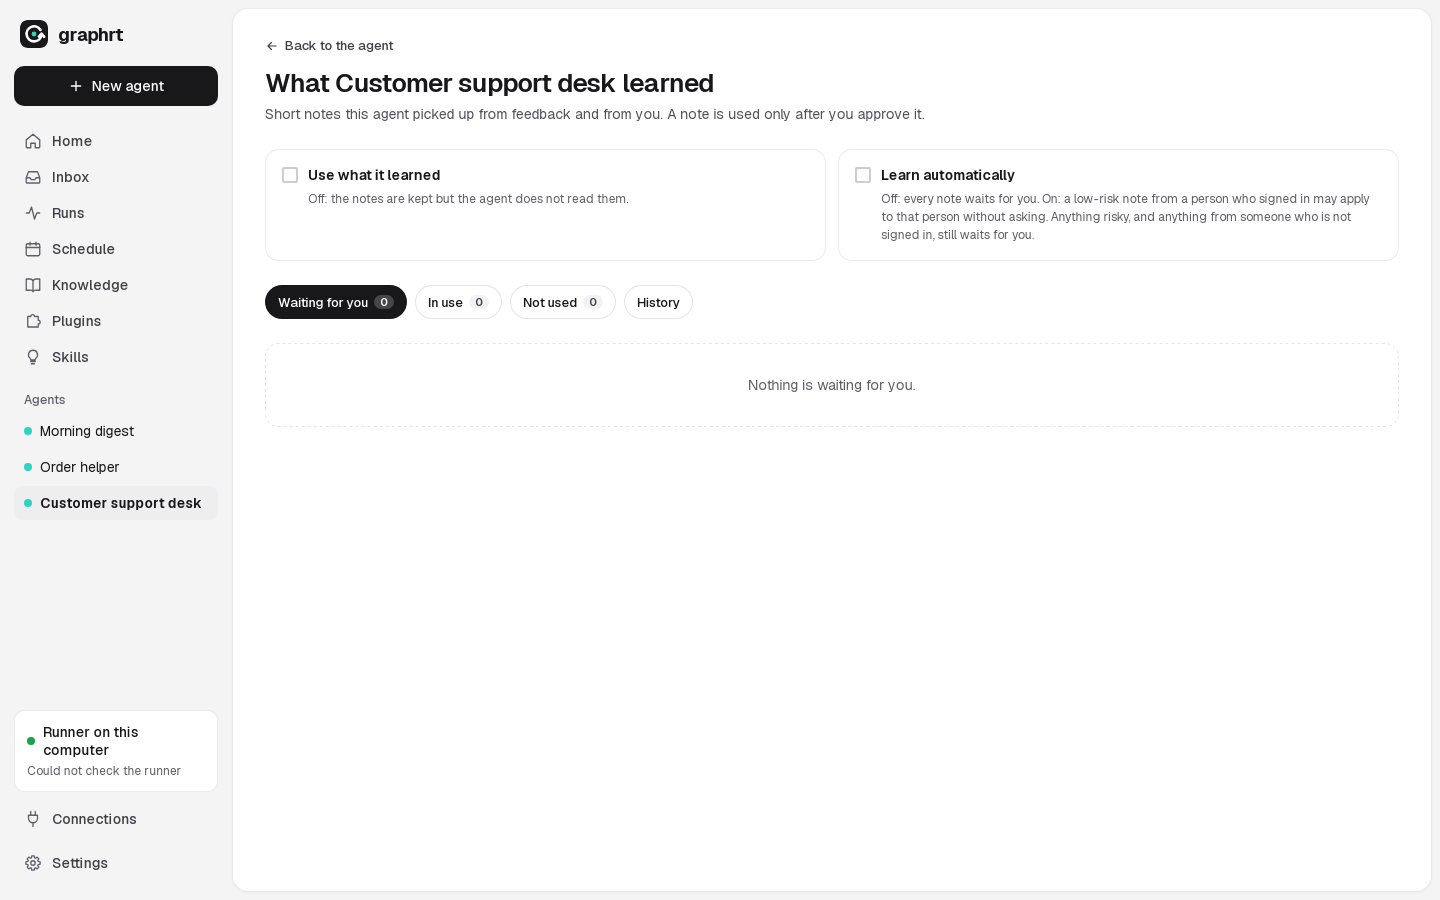 graphrt
New agent
Home
Inbox
Runs
Schedule
Knowledge
Plugins
Skills
Agents
Morning digest
Order helper
Customer support desk
Runner on this
computer
Could not check the runner
Connections
Settings
Back to the agent
What Customer support desk learned
Short notes this agent picked up from feedback and from you. A note is used only after you approve it.
Use what it learned
Off: the notes are kept but the agent does not read them.
Learn automatically
Off: every note waits for you. On: a low-risk note from a person who signed in may apply
to that person without asking. Anything risky, and anything from someone who is not
signed in, still waits for you.
Waiting for you 0
In use 0
Not used 0
History
Nothing is waiting for you.